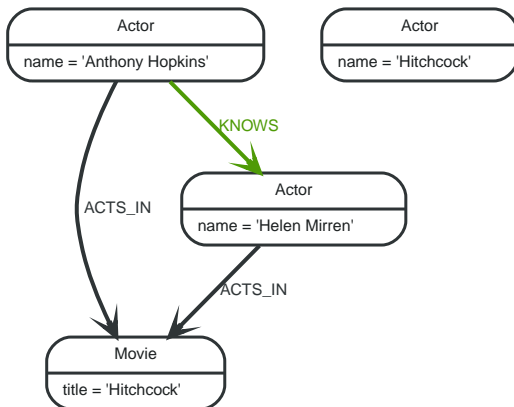 Actor
name = 'Anthony Hopkins'
Actor
name = 'Hitchcock'
KNOWS
ACTS_IN
Actor
name = 'Helen Mirren'
ACTS_IN
Movie
title = 'Hitchcock'